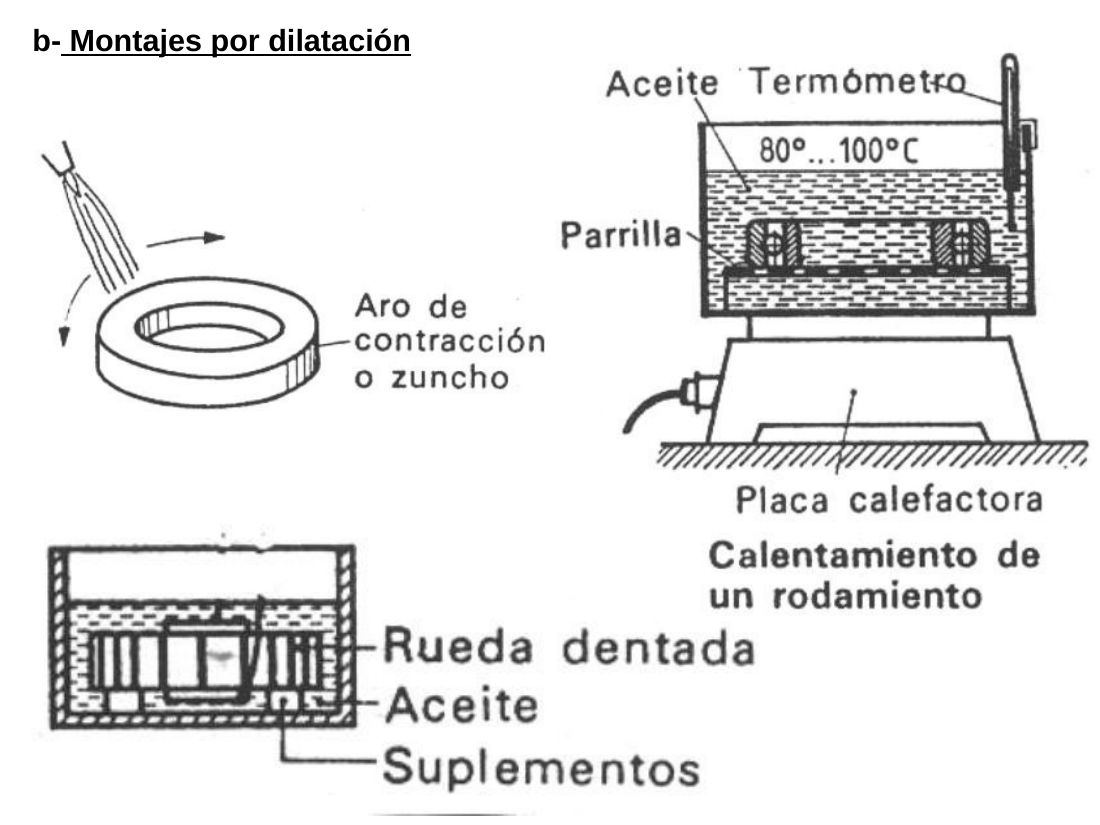 b- Montajes por dilatación
Aceite Termómetro
80°...100°C
Parrilla
Aro de
contracción
o zuncho
Placa calefactora
Calentamiento de
un rodamiento
Rueda dentada
Aceite
Suplementos